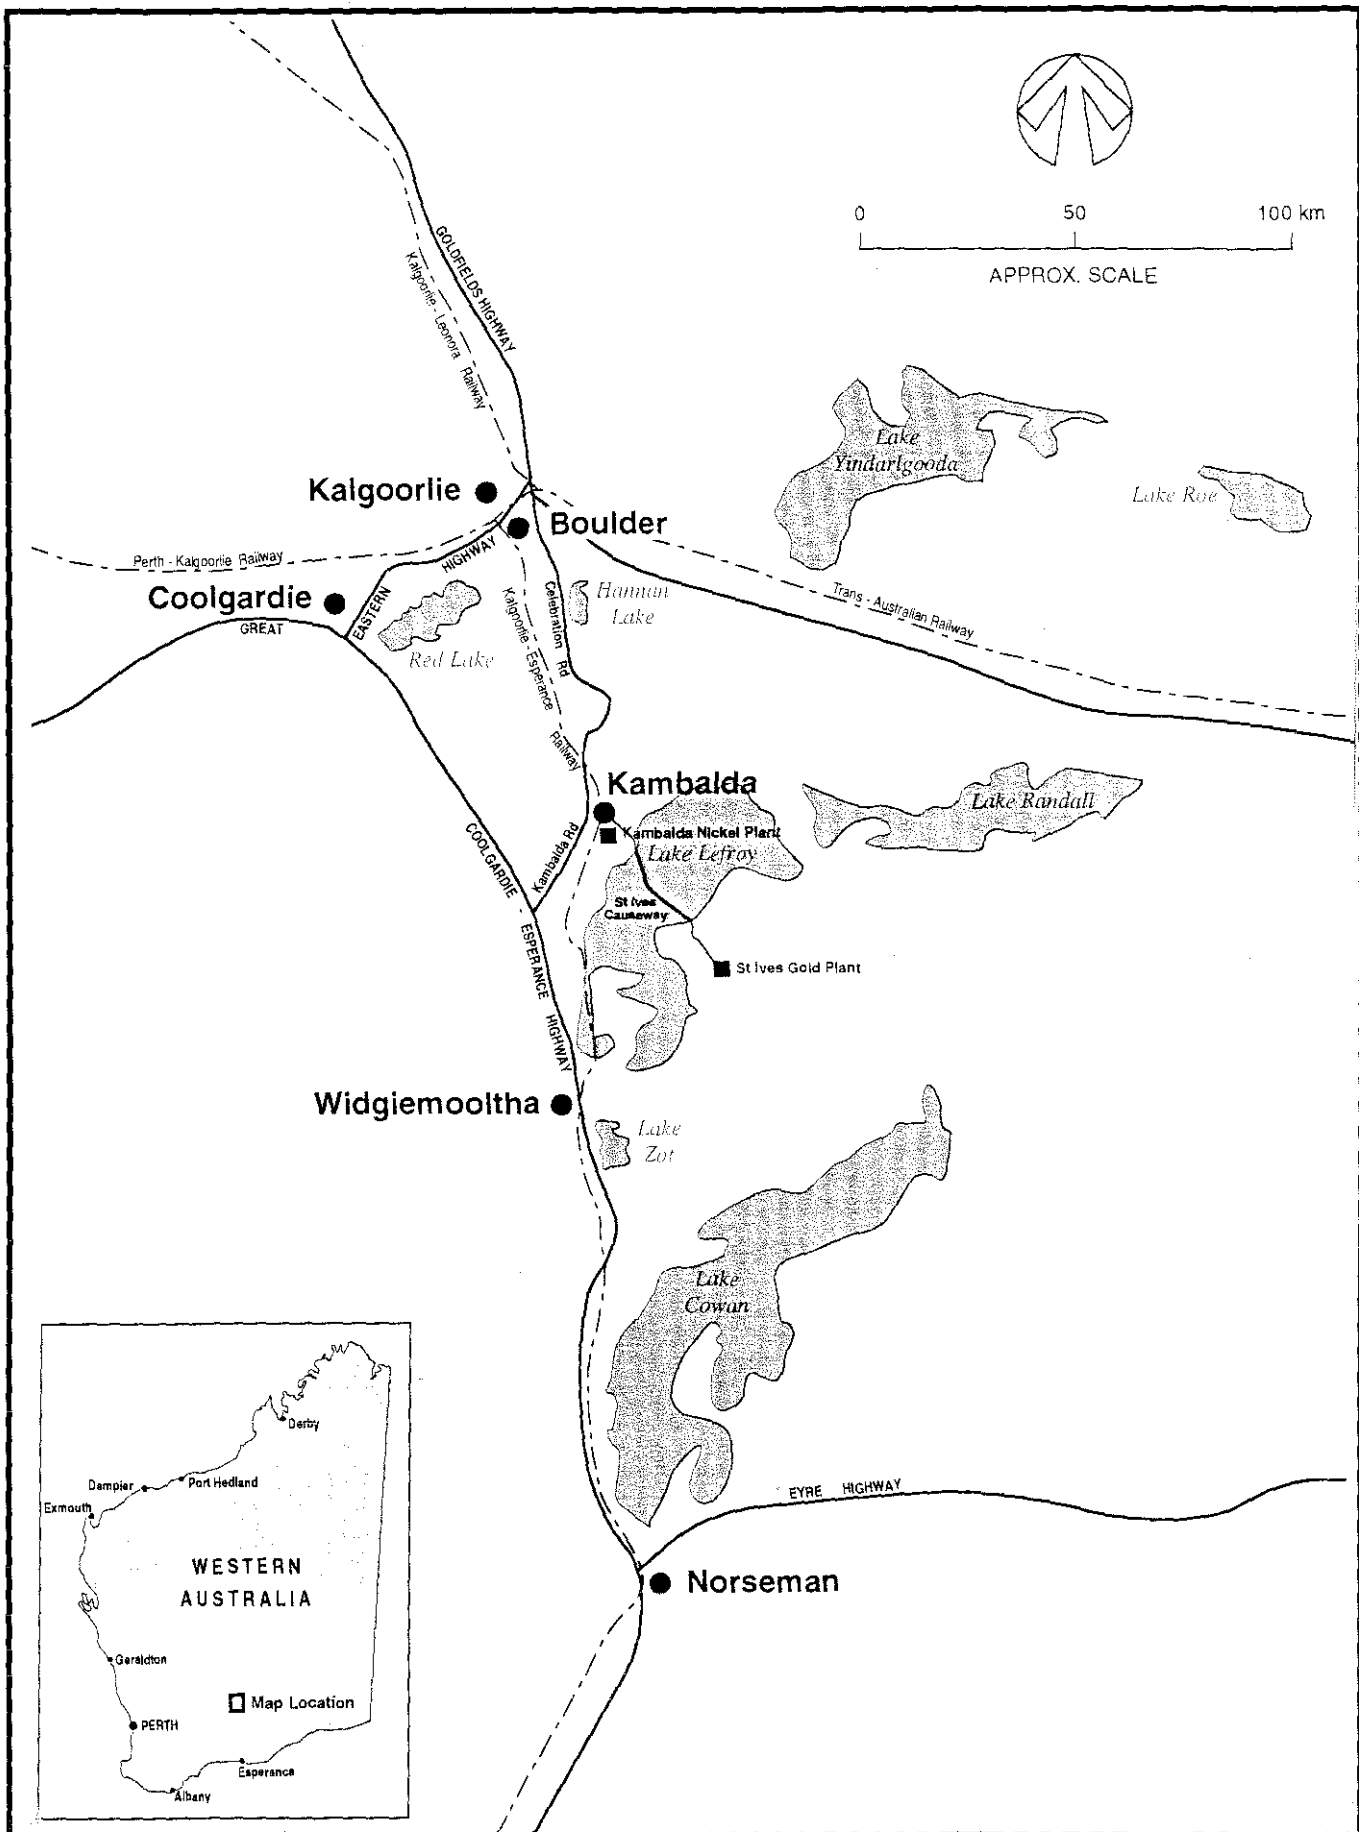 0 50 100 km
APPROX. SCALE
GOLDFIELDS HIGHWAY
Kalgoorlie - Leonora Railway
Lake
Yindarlgooda
Lake Roe
Kalgoorlie
Boulder
Perth - Kalgoorlie Railway
HIGHWAY
EASTERN
Coolgardie
GREAT
Red Lake
Hannan
Lake
Celebration Rd
Kalgoorlie - Esperance
Railway
Trans - Australian Railway
Kambalda
Kambalda Nickel Plant
Lake Lefroy
Lake Randall
Kambalda Rd
COOLGARDIE - ESPERANCE HIGHWAY
St Ives
Causeway
St Ives Gold Plant
Widgiemooltha
Lake
Zot
Lake
Cowan
EYRE HIGHWAY
Norseman
Derby
Port Hedland
Dampier
Exmouth
WESTERN
AUSTRALIA
Geraldton
Map Location
PERTH
Esperance
Albany